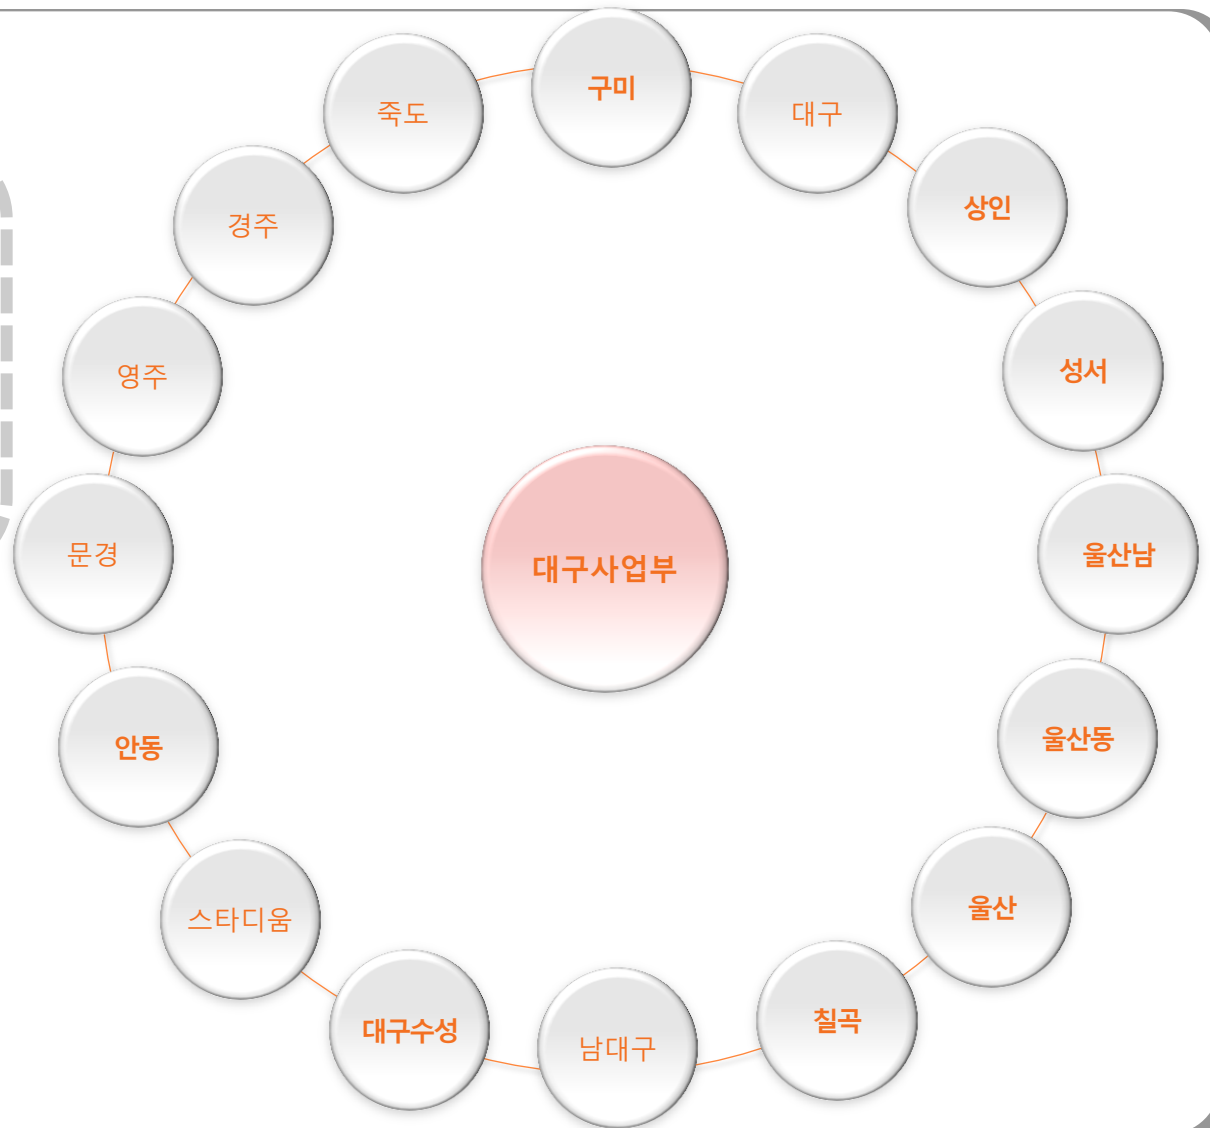 구미
대구
상인
성서
울산남
울산동
울산
칠곡
남대구
대구수성
스타디움
안동
문경
영주
경주
죽도
대구사업부